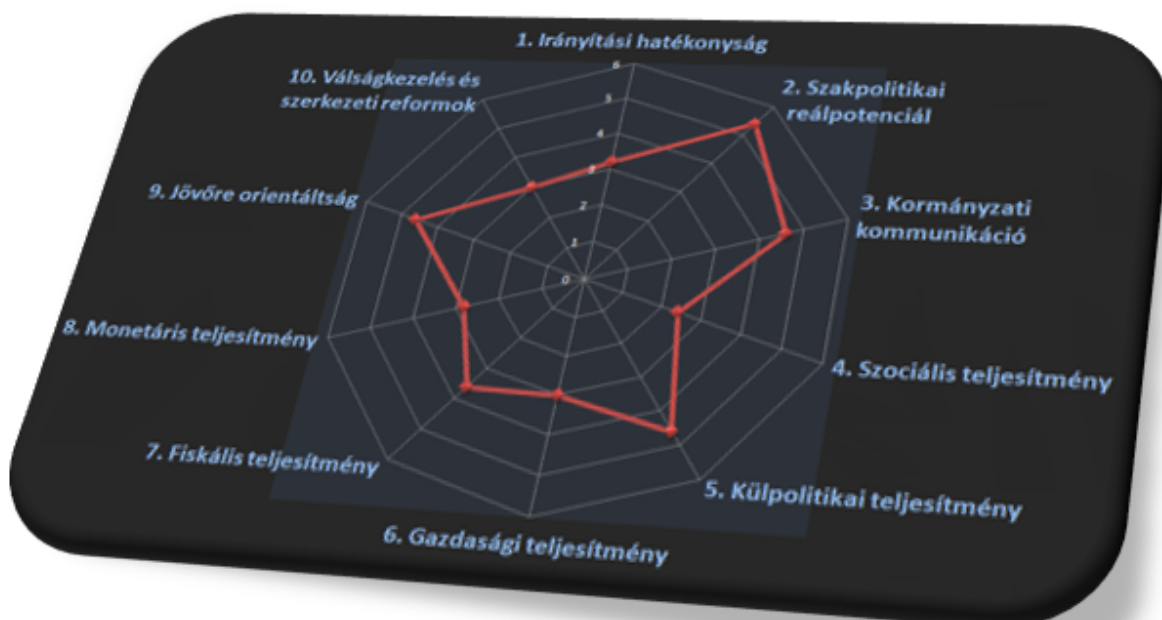 1. Irányítási hatékonyság
2. Szakpolitikai
reálpotenciál
3. Kormányzati
kommunikáció
4. Szociális teljesítmény
5. Külpolitikai teljesítmény
6. Gazdasági teljesítmény
7. Fiskális teljesítmény
8. Monetáris teljesítmény
9. Jövőre orientáltság
10. Válságkezelés és
szerkezeti reformok
6
5
4
3
2
1
0